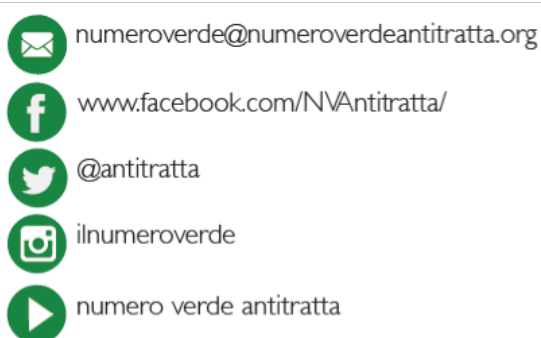 numeroverde@numeroverdeantitratta.org
www.facebook.com/NVAntitratta/
@antitratta
ilnumeroverde
numero verde antitratta